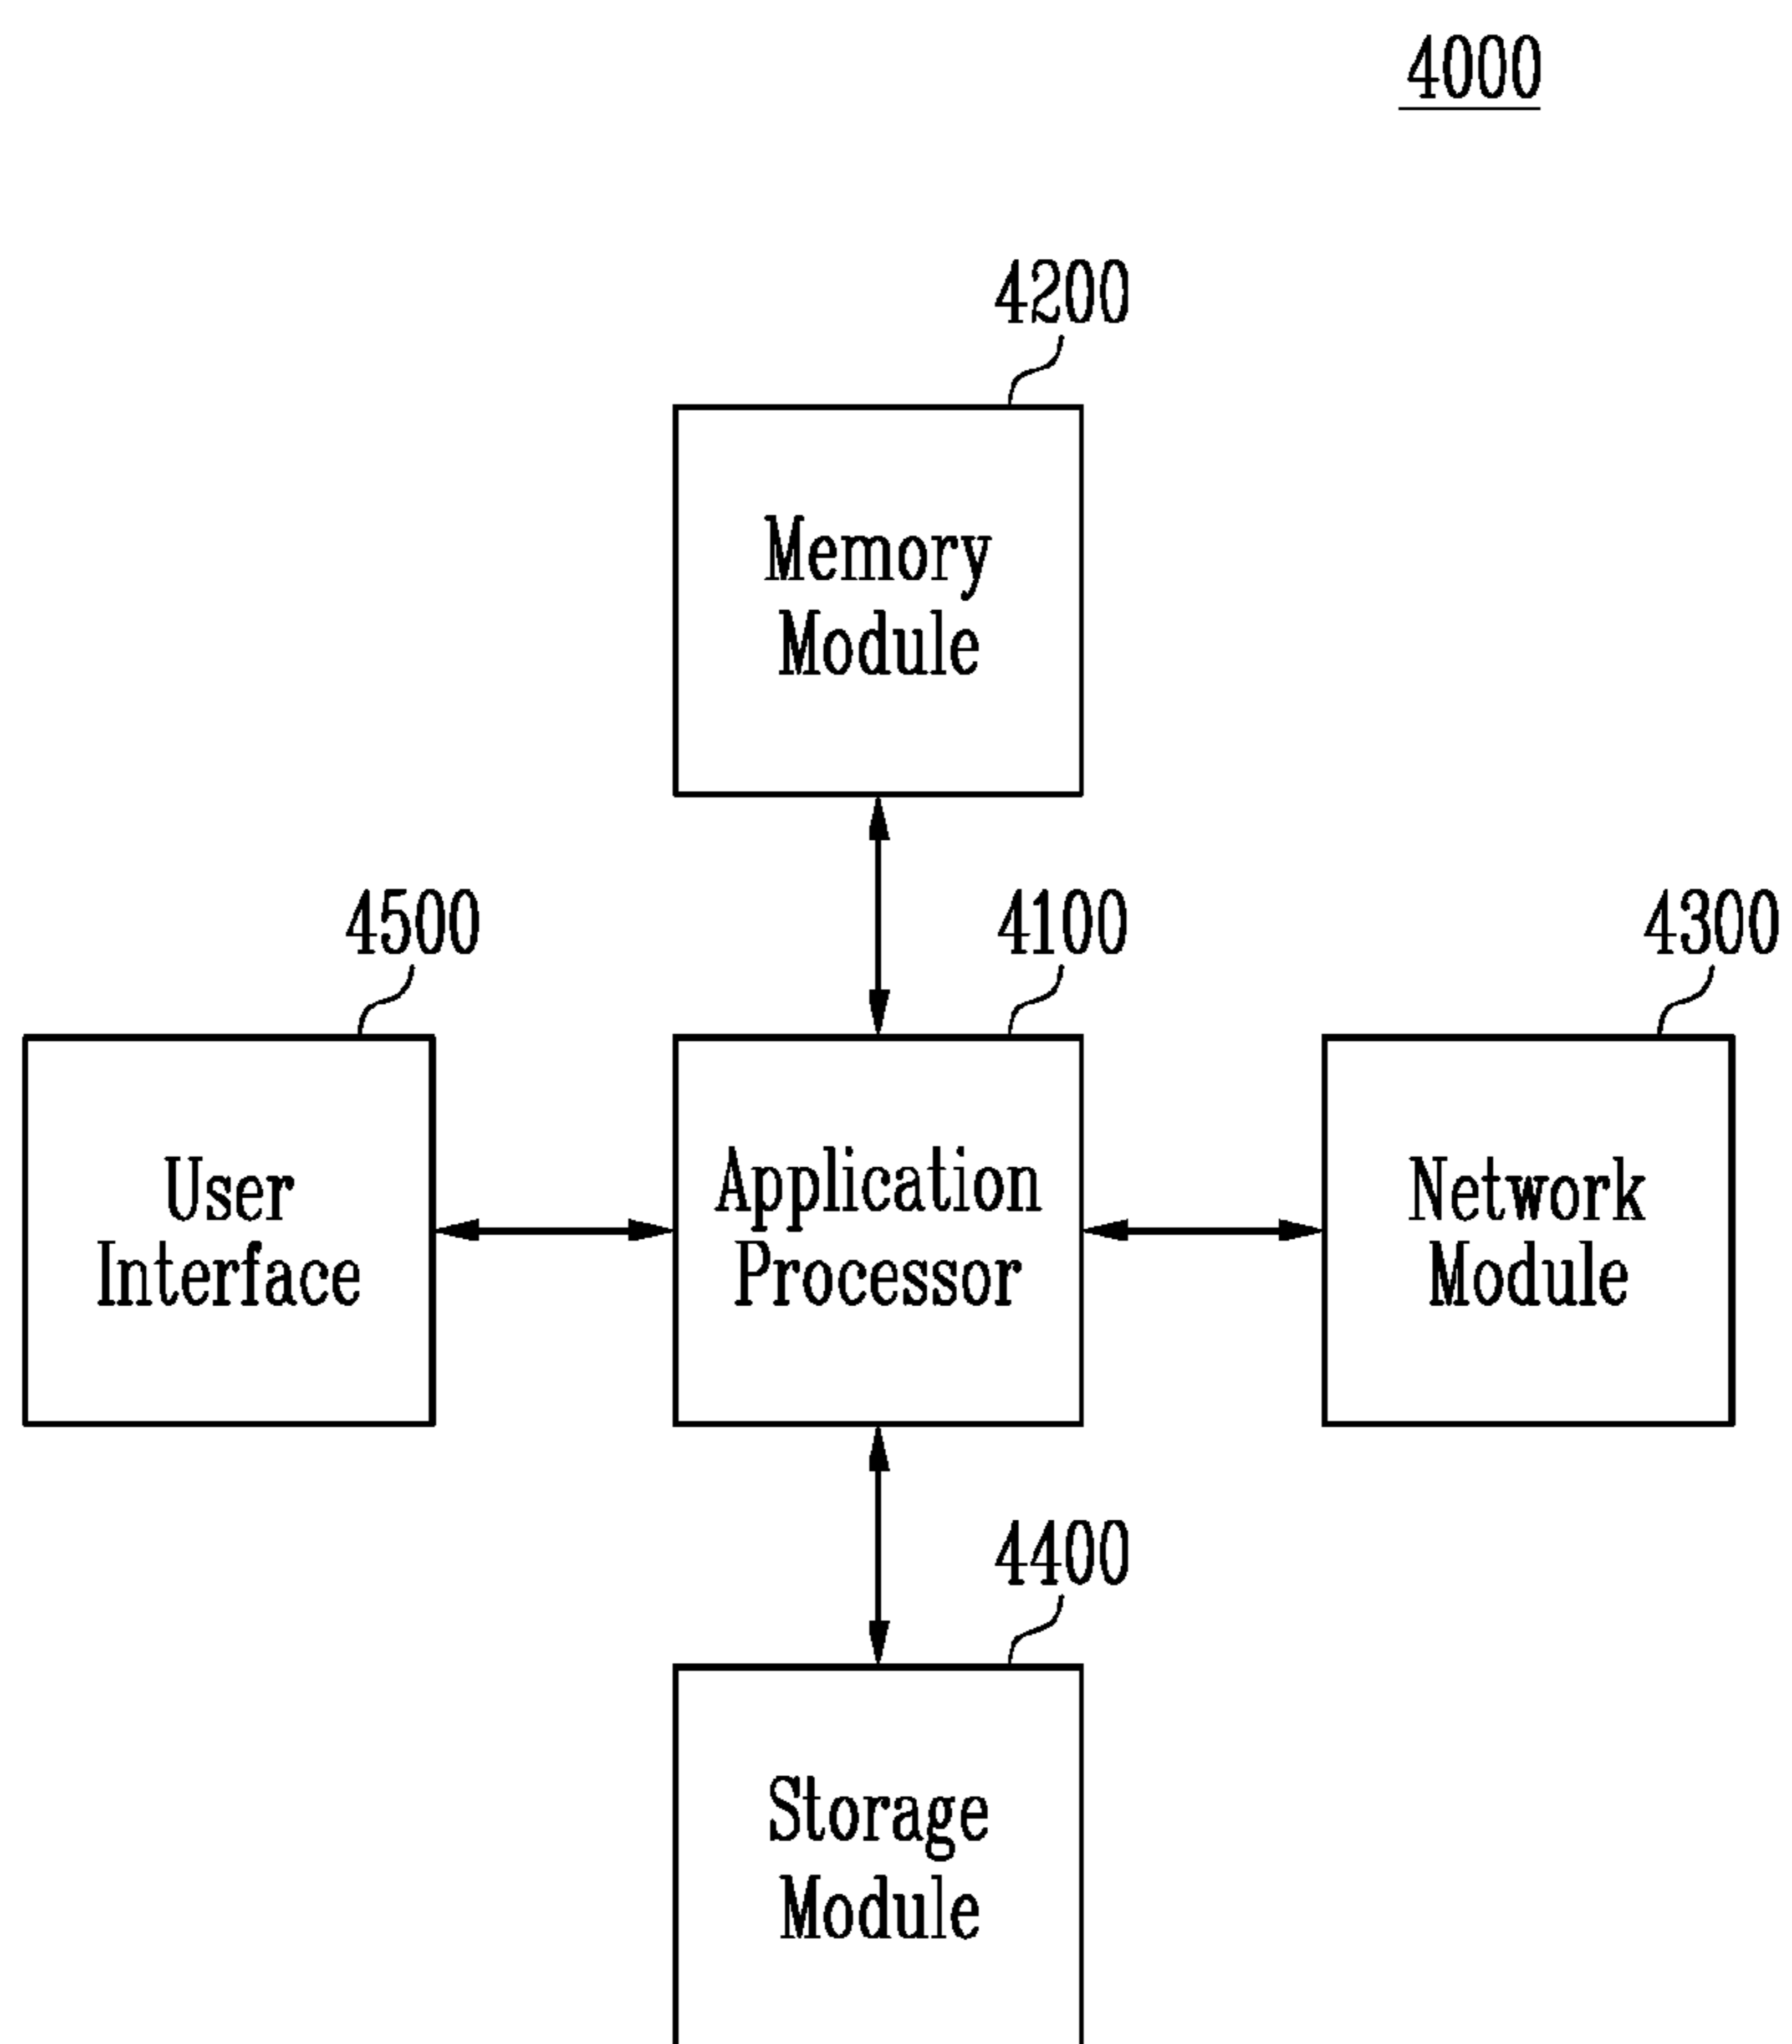 4000
4200
Memory
Module
4500
4100
4300
User
Interface
Application
Processor
Network
Module
4400
Storage
Module